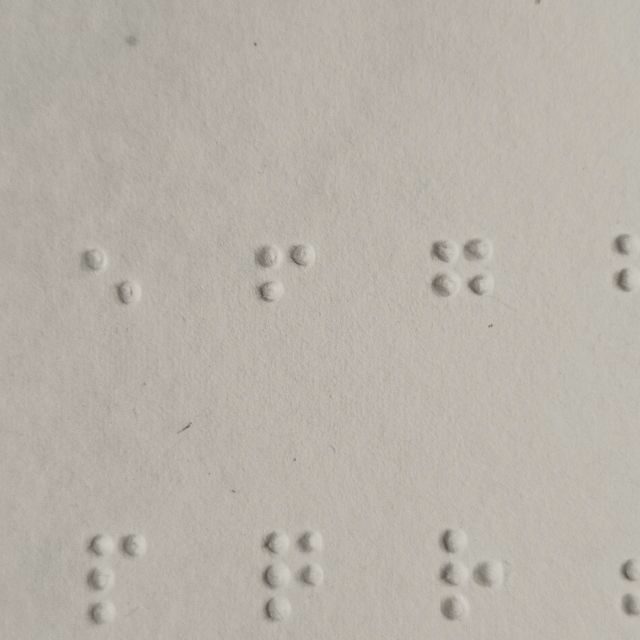 ⠑ ⠋ ⠛
⠏ ⠟ ⠗